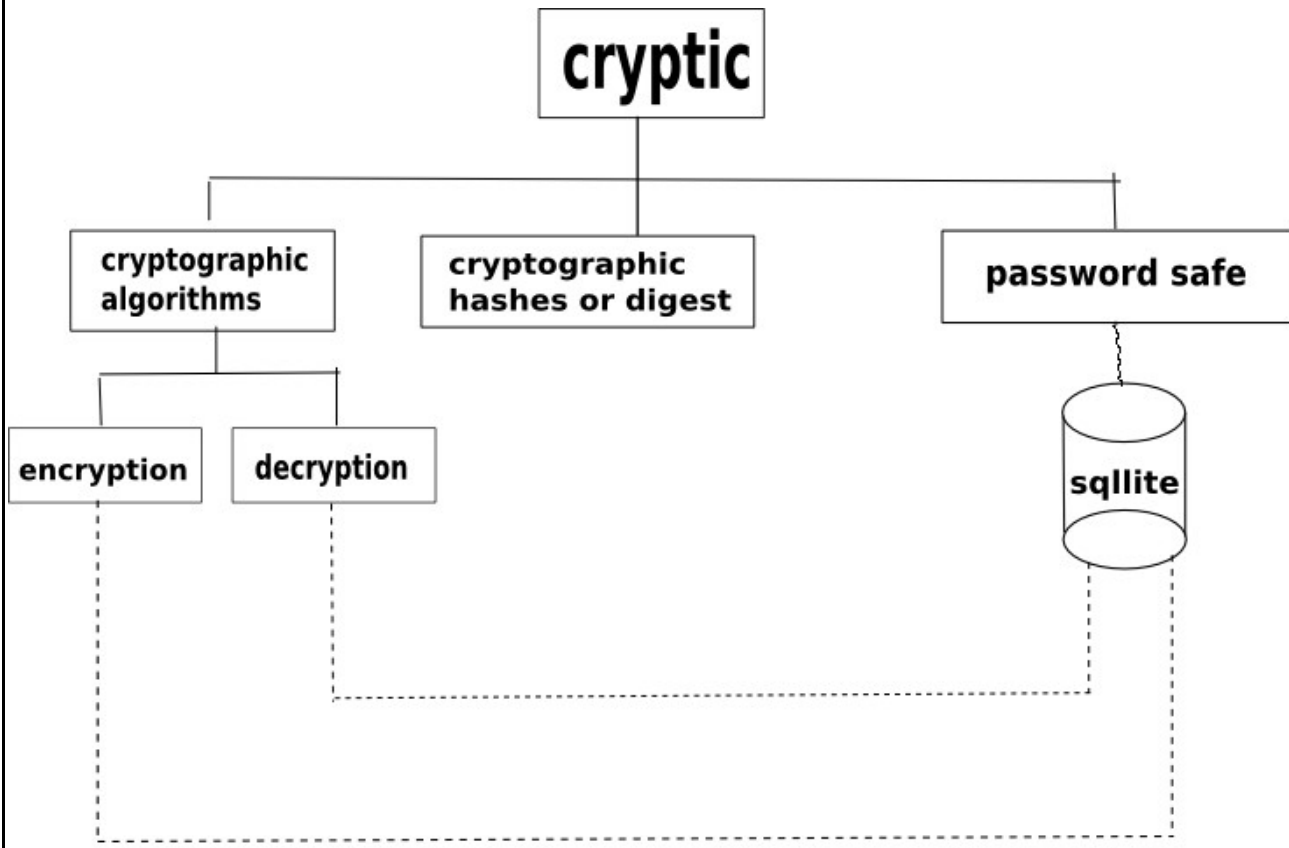 cryptic
cryptographic
algorithms
cryptographic
hashes or digest
password safe
encryption
decryption
sqllite